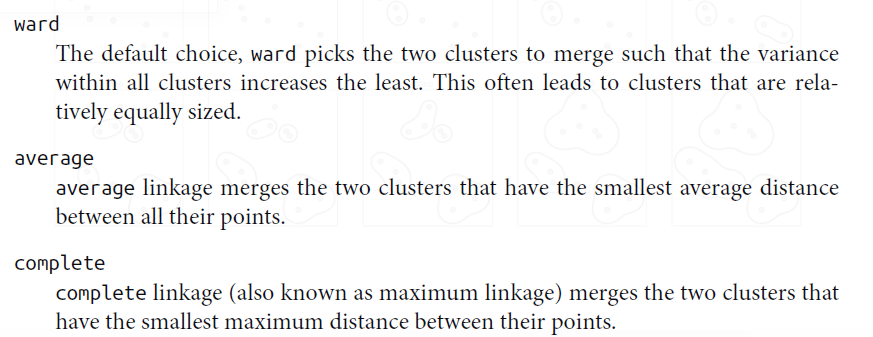 ward
The default choice, ward picks the two clusters to merge such that the variance
within all clusters increases the least. This often leads to clusters that are rela-
tively equally sized.
average
average linkage merges the two clusters that have the smallest average distance
between all their points.
complete
complete linkage (also known as maximum linkage) merges the two clusters that
have the smallest maximum distance between their points.